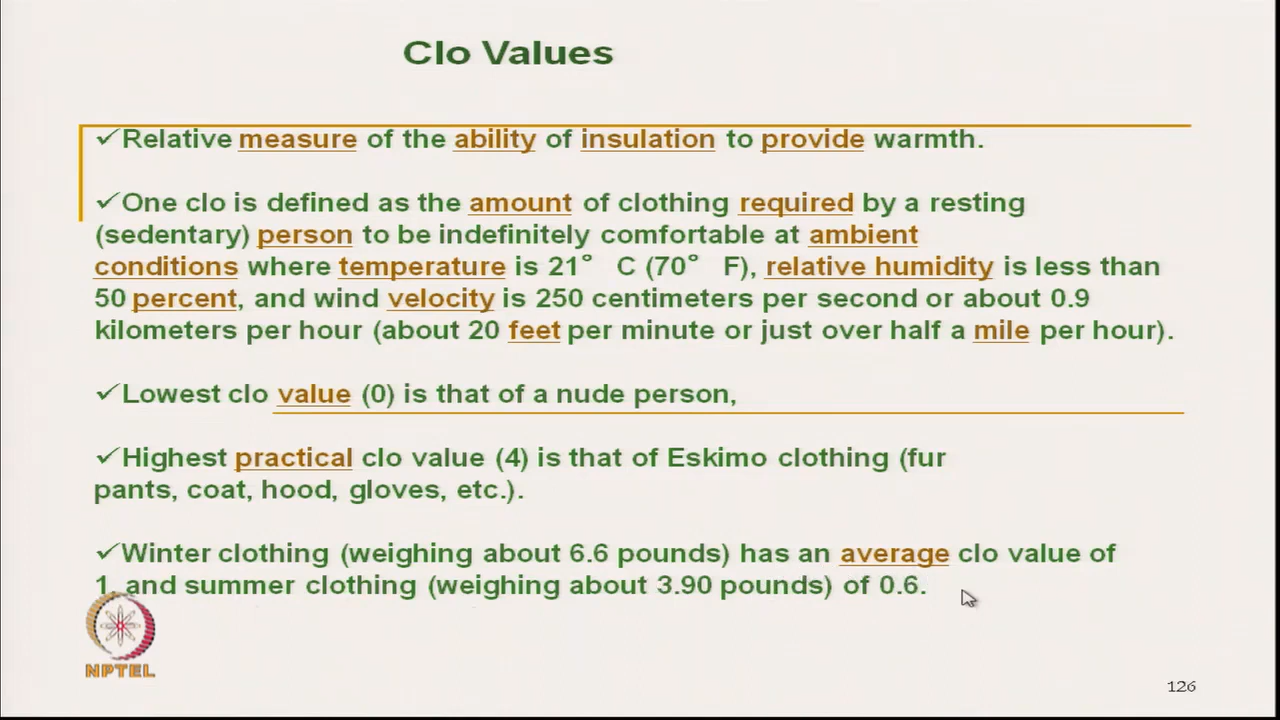 Clo Values
✓Relative measure of the ability of insulation to provide warmth.
✓One clo is defined as the amount of clothing required by a resting
(sedentary) person to be indefinitely comfortable at ambient
conditions where temperature is 21° C (70° F), relative humidity is less than
50 percent, and wind velocity is 250 centimeters per second or about 0.9
kilometers per hour (about 20 feet per minute or just over half a mile per hour).
✓Lowest clo value (0) is that of a nude person,
✓Highest practical clo value (4) is that of Eskimo clothing (fur
pants, coat, hood, gloves, etc.).
✓Winter clothing (weighing about 6.6 pounds) has an average clo value of
1, and summer clothing (weighing about 3.90 pounds) of 0.6.
NPTEL
126